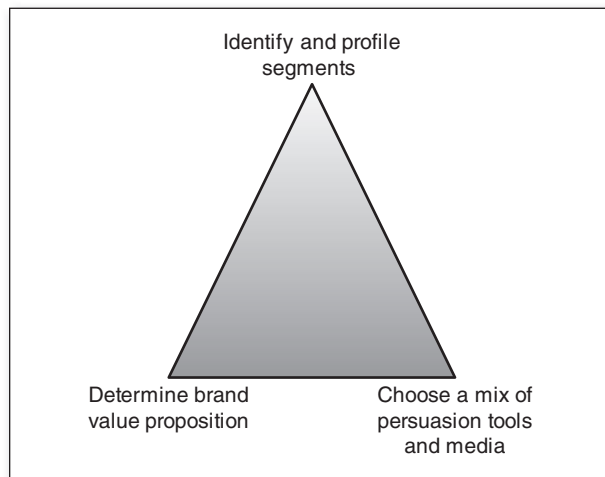 Identify and profile
segments
Determine brand
value proposition
Choose a mix of
persuasion tools
and media